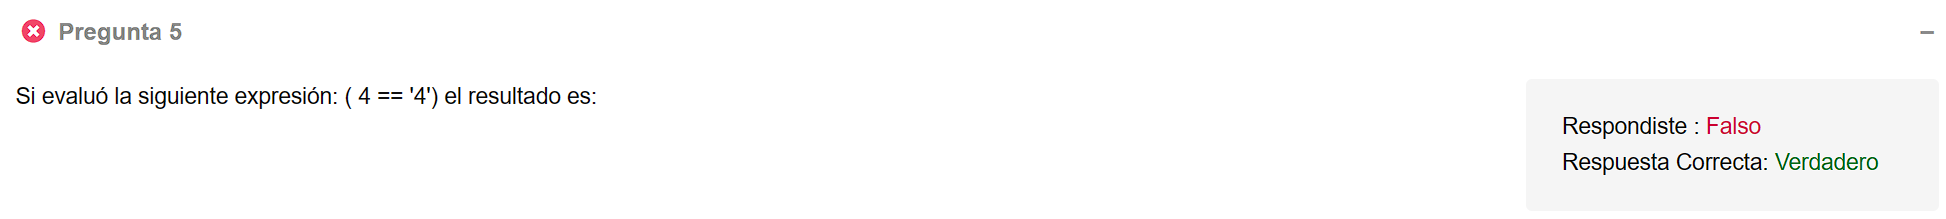 Pregunta 5
Si evaluó la siguiente expresión: ( 4 == '4') el resultado es:
Respondiste : Falso
Respuesta Correcta: Verdadero